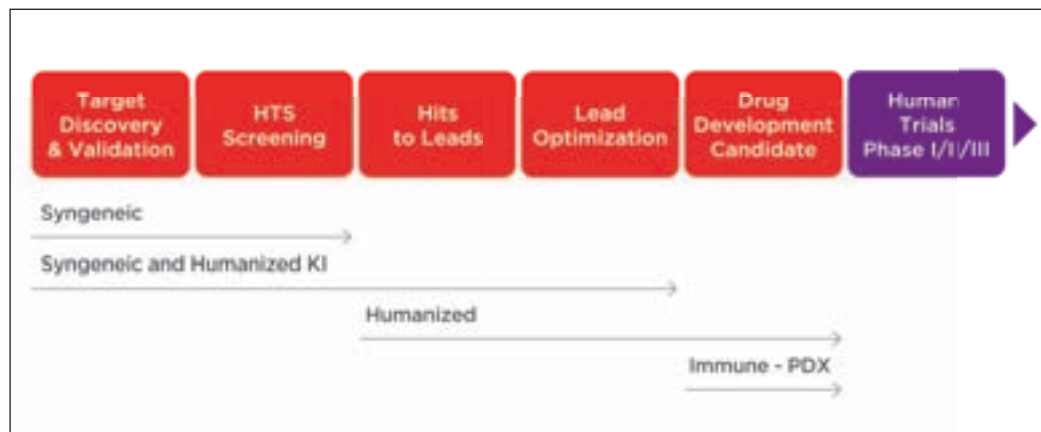 Target
Discovery
& Validation
HTS
Screening
Hits
to Leads
Lead
Optimization
Drug
Development
Candidate
Human
Trials
Phase I/II/III
Syngeneic
Syngeneic and Humanized KI
Humanized
Immune - PDX